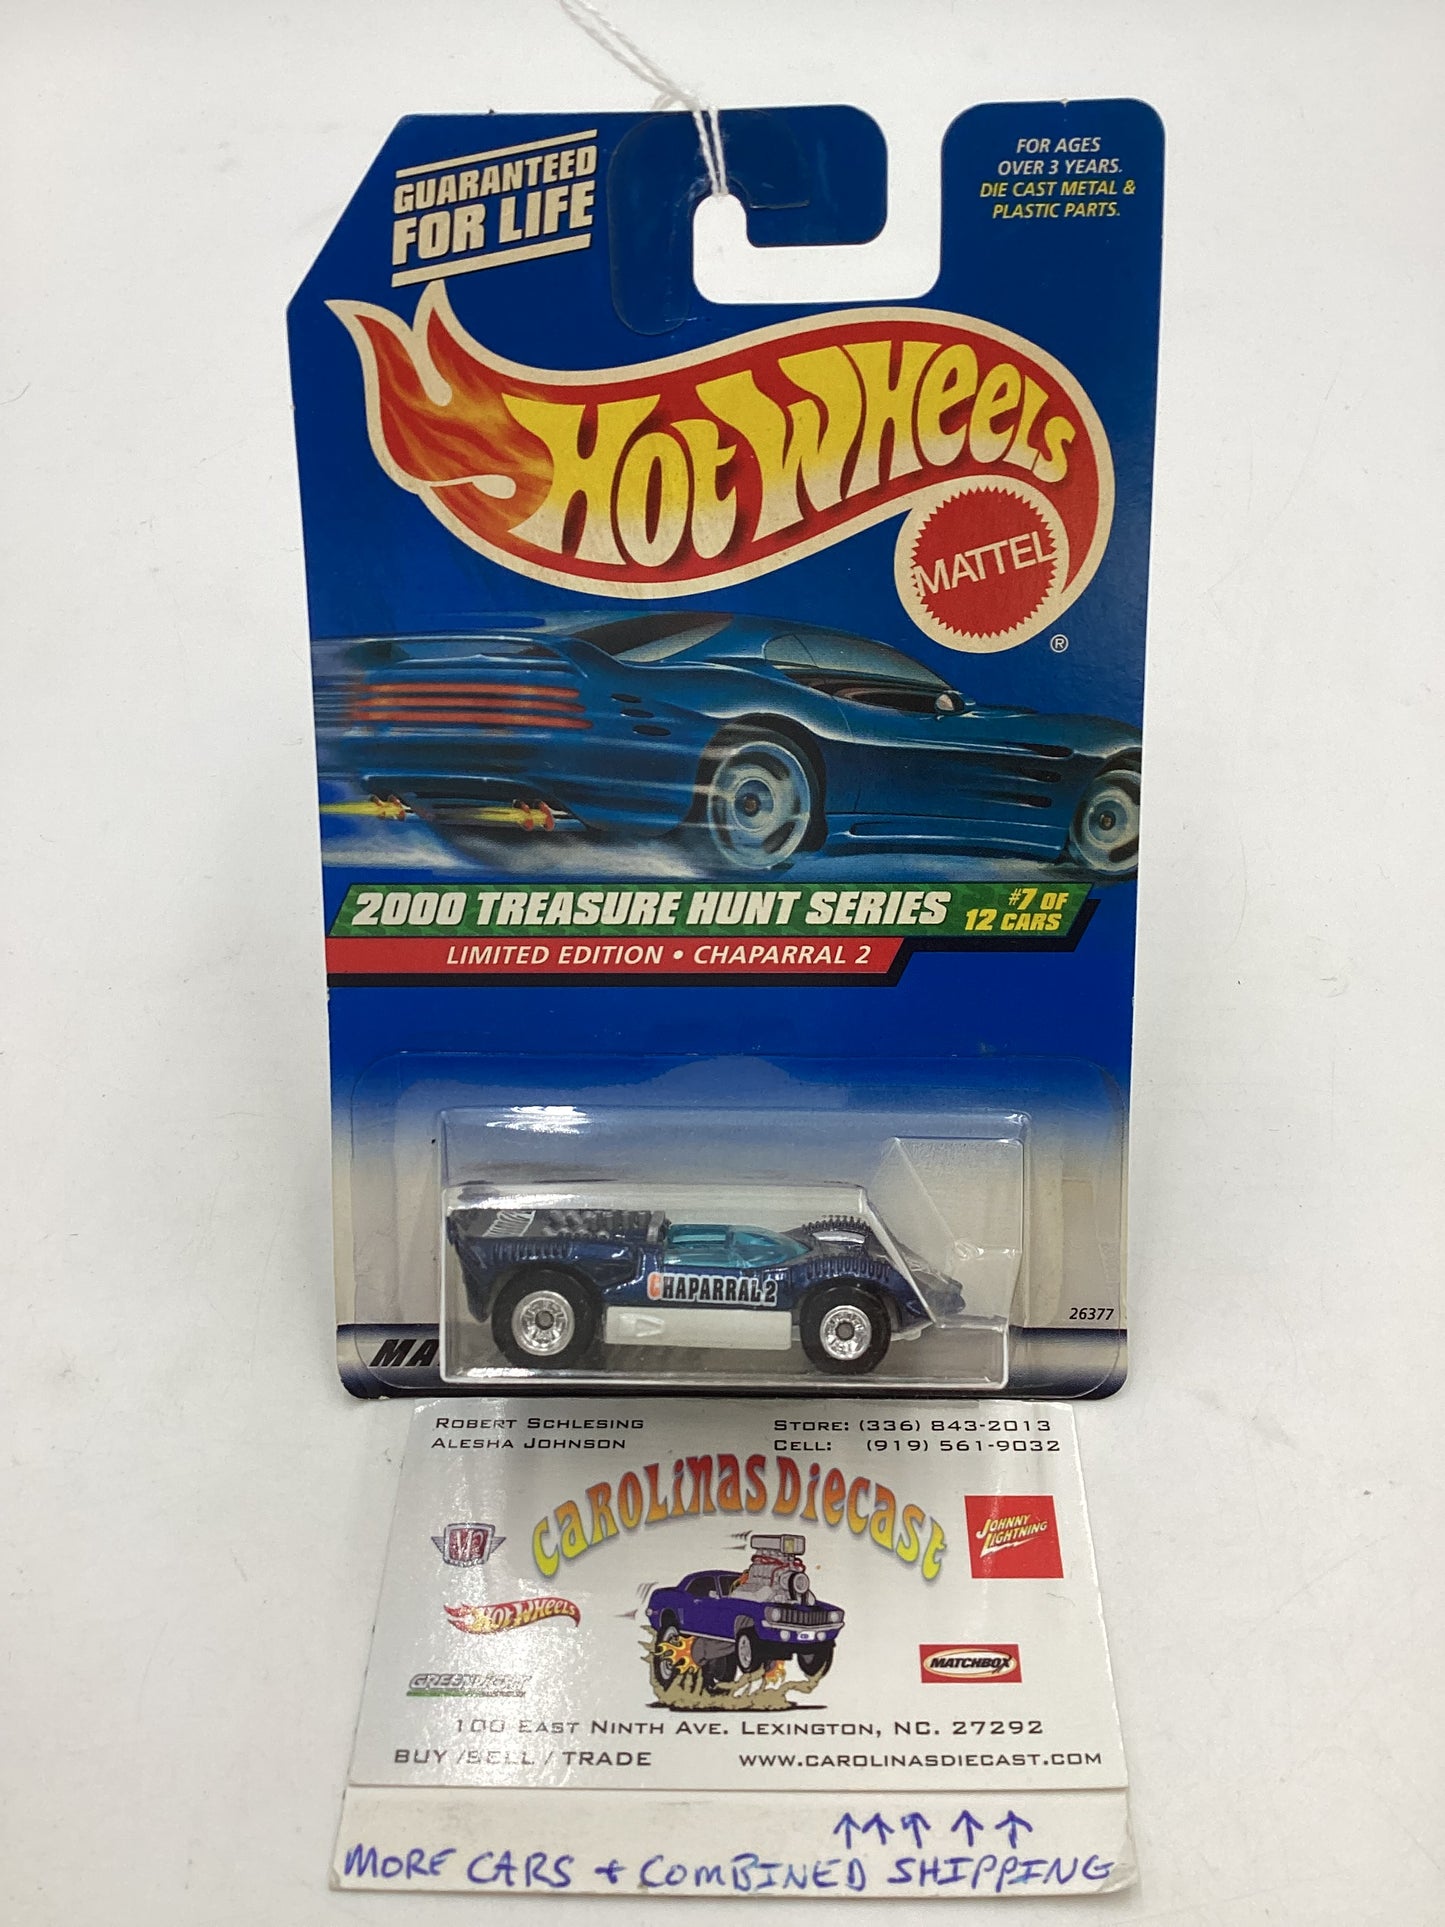 GUARANTEED
FOR LIFE
FOR AGES
OVER 3 YEARS.
DIE CAST METAL &
PLASTIC PARTS.
HOT WHEELS
MATTEL
®
2000 TREASURE HUNT SERIES
#7 OF
12 CARS
LIMITED EDITION • CHAPARRAL 2
CHAPARRAL 2
26377
MA
ROBERT SCHLESING
ALESHA JOHNSON
STORE: (336) 843-2013
CELL: (919) 561-9032
CAROLINAS DIECAST
M2
JOHNNY
LIGHTNING
HOT WHEELS
GREENLIGHT
MATCHBOX
100 EAST NINTH AVE. LEXINGTON, NC. 27292
BUY / SELL / TRADE
WWW.CAROLINASDIECAST.COM
↑↑↑ ↑ ↑
MORE CARS + COMBINED SHIPPING